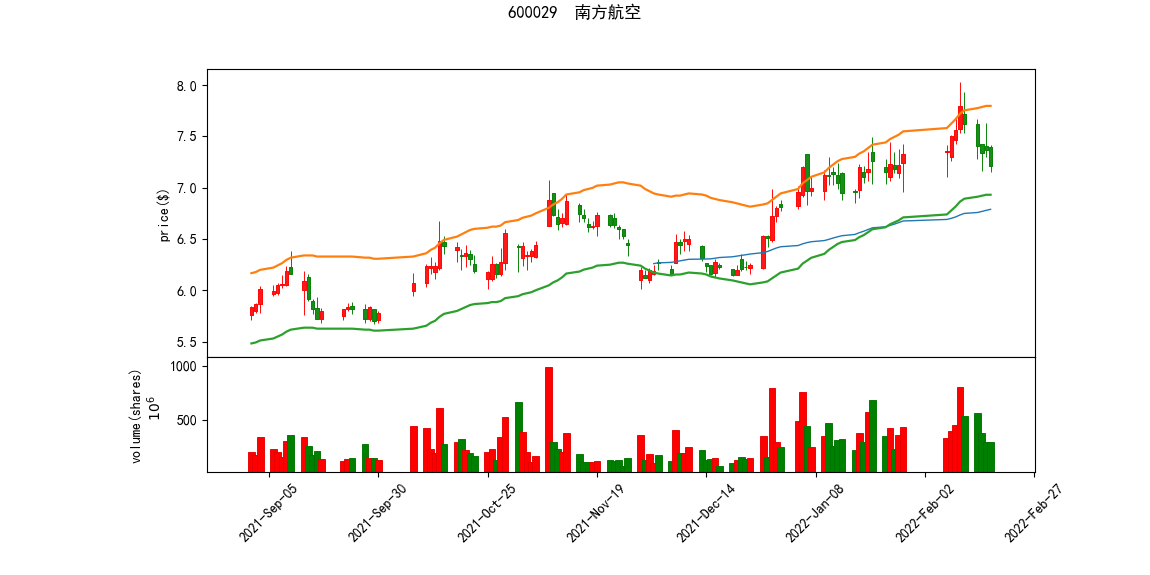 600029 南方航空
8.0
7.5
7.0
6.5
6.0
5.5
price($)
1000
500
volume(shares)
10^6
2021-Sep-05
2021-Sep-30
2021-Oct-25
2021-Nov-19
2021-Dec-14
2022-Jan-08
2022-Feb-02
2022-Feb-27